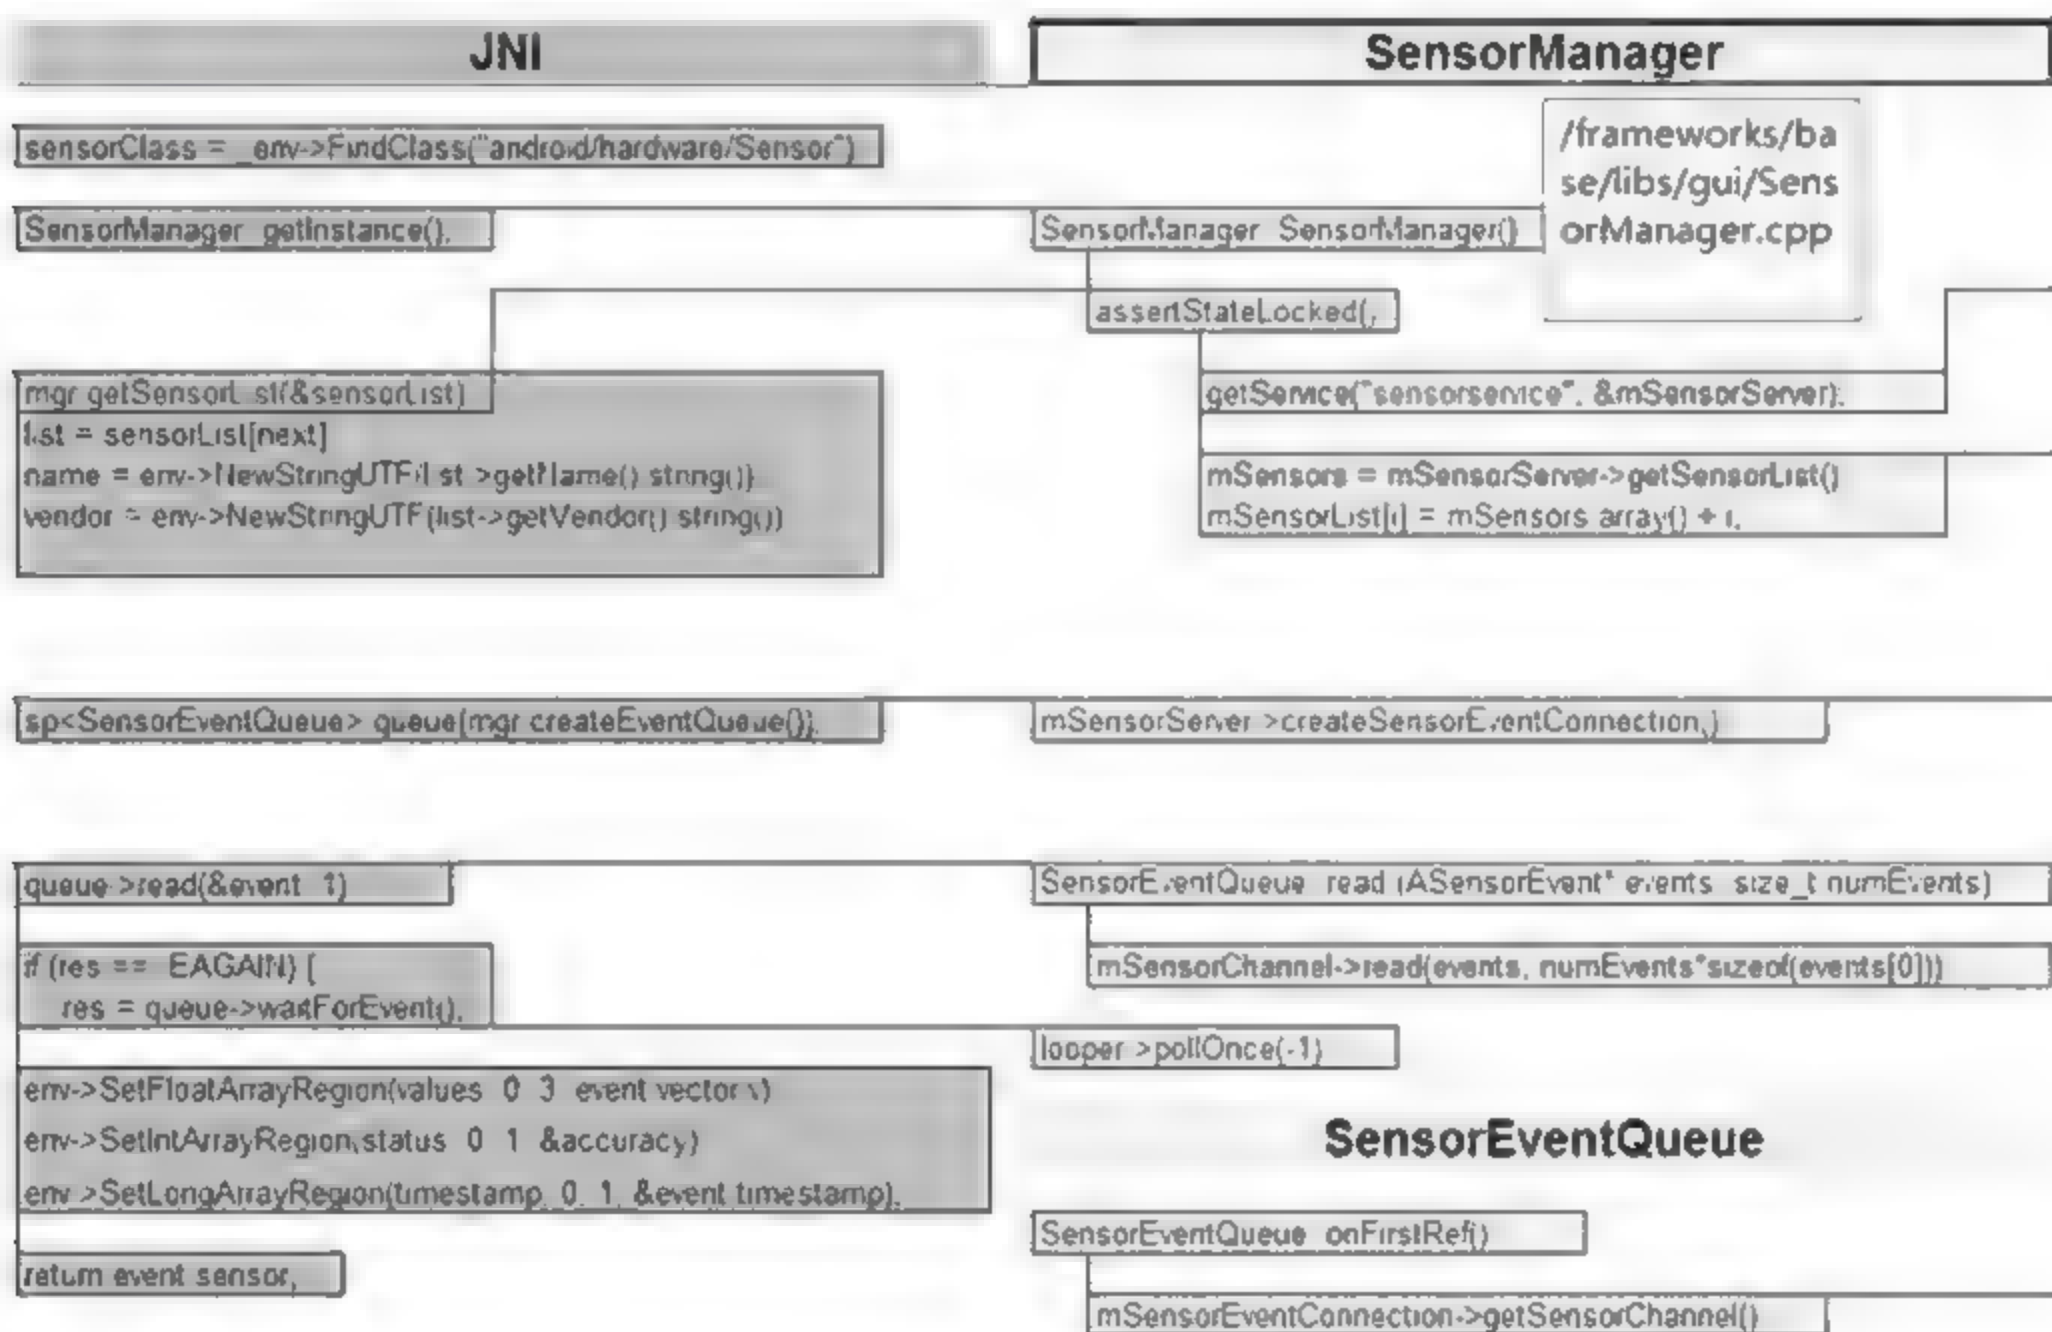 JNI
SensorManager
sensorClass = _env->FindClass("android/hardware/Sensor")
/frameworks/ba
se/libs/gui/Sens
orManager.cpp
SensorManager getInstance(),
SensorManager SensorManager()
assertStateLocked(,
mgr getSensorList(&sensorList)
getService("sensorservice", &mSensorServer),
list = sensorList[next]
name = env->NewStringUTF(list >getName() string())
mSensors = mSensorServer->getSensorList()
vendor = env->NewStringUTF(list->getVendor() string())
mSensorList[i] = mSensors array() + i,
sp<SensorEventQueue> queue(mgr createEventQueue()),
mSensorServer >createSensorEventConnection()
queue >read(&event 1)
SensorEventQueue read (ASensorEvent* events size_t numEvents)
if (res == EAGAIN) {
mSensorChannel->read(events, numEvents*sizeof(events[0]))
res = queue->waitForEvent(),
looper >pollOnce(-1)
env->SetFloatArrayRegion(values 0 3 event vector v)
env->SetIntArrayRegion(status 0 1 &accuracy)
SensorEventQueue
env >SetLongArrayRegion(timestamp, 0, 1, &event timestamp),
SensorEventQueue onFirstRef()
return event sensor,
mSensorEventConnection->getSensorChannel()